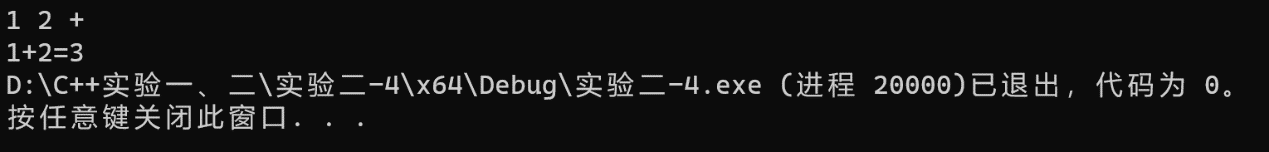 1 2 +
1+2=3
D:\C++实验一、二\实验二-4\x64\Debug\实验二-4.exe (进程 20000)已退出，代码为 0。
按任意键关闭此窗口. . .